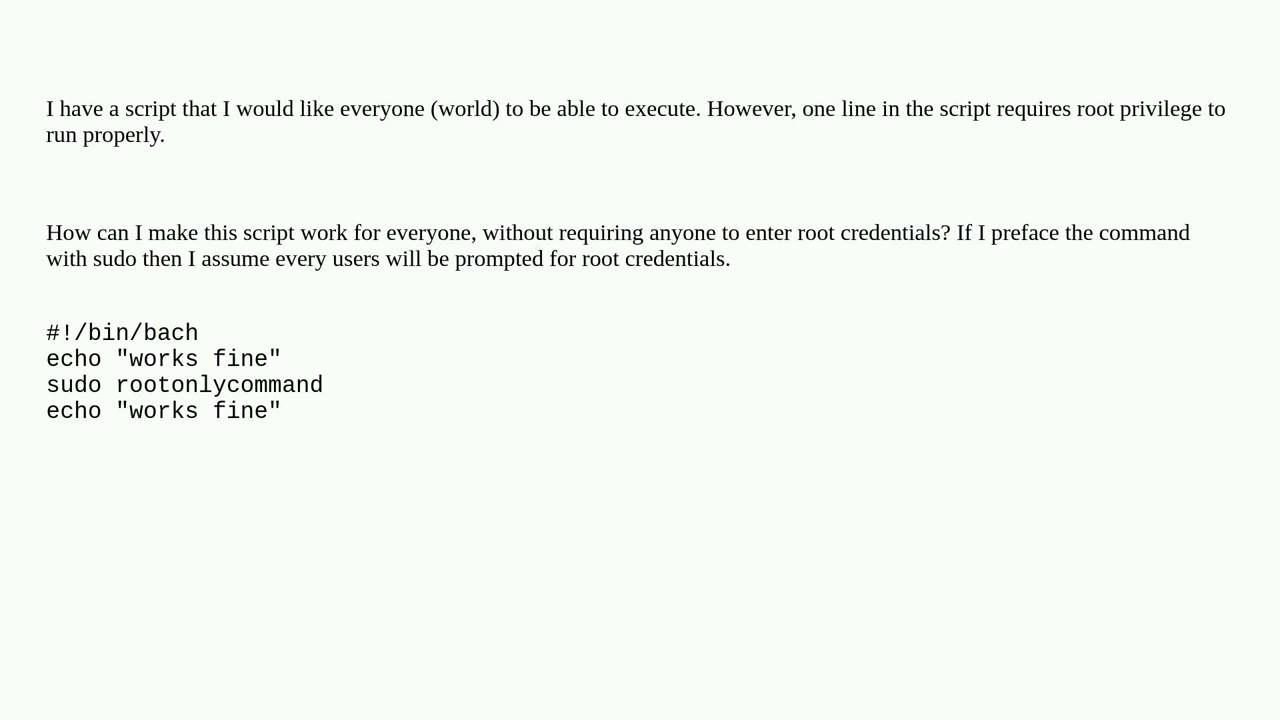 I have a script that I would like everyone (world) to be able to execute. However, one line in the script requires root privilege to
run properly.
How can I make this script work for everyone, without requiring anyone to enter root credentials? If I preface the command
with sudo then I assume every users will be prompted for root credentials.
#!/bin/bach
echo "works fine"
sudo rootonlycommand
echo "works fine"